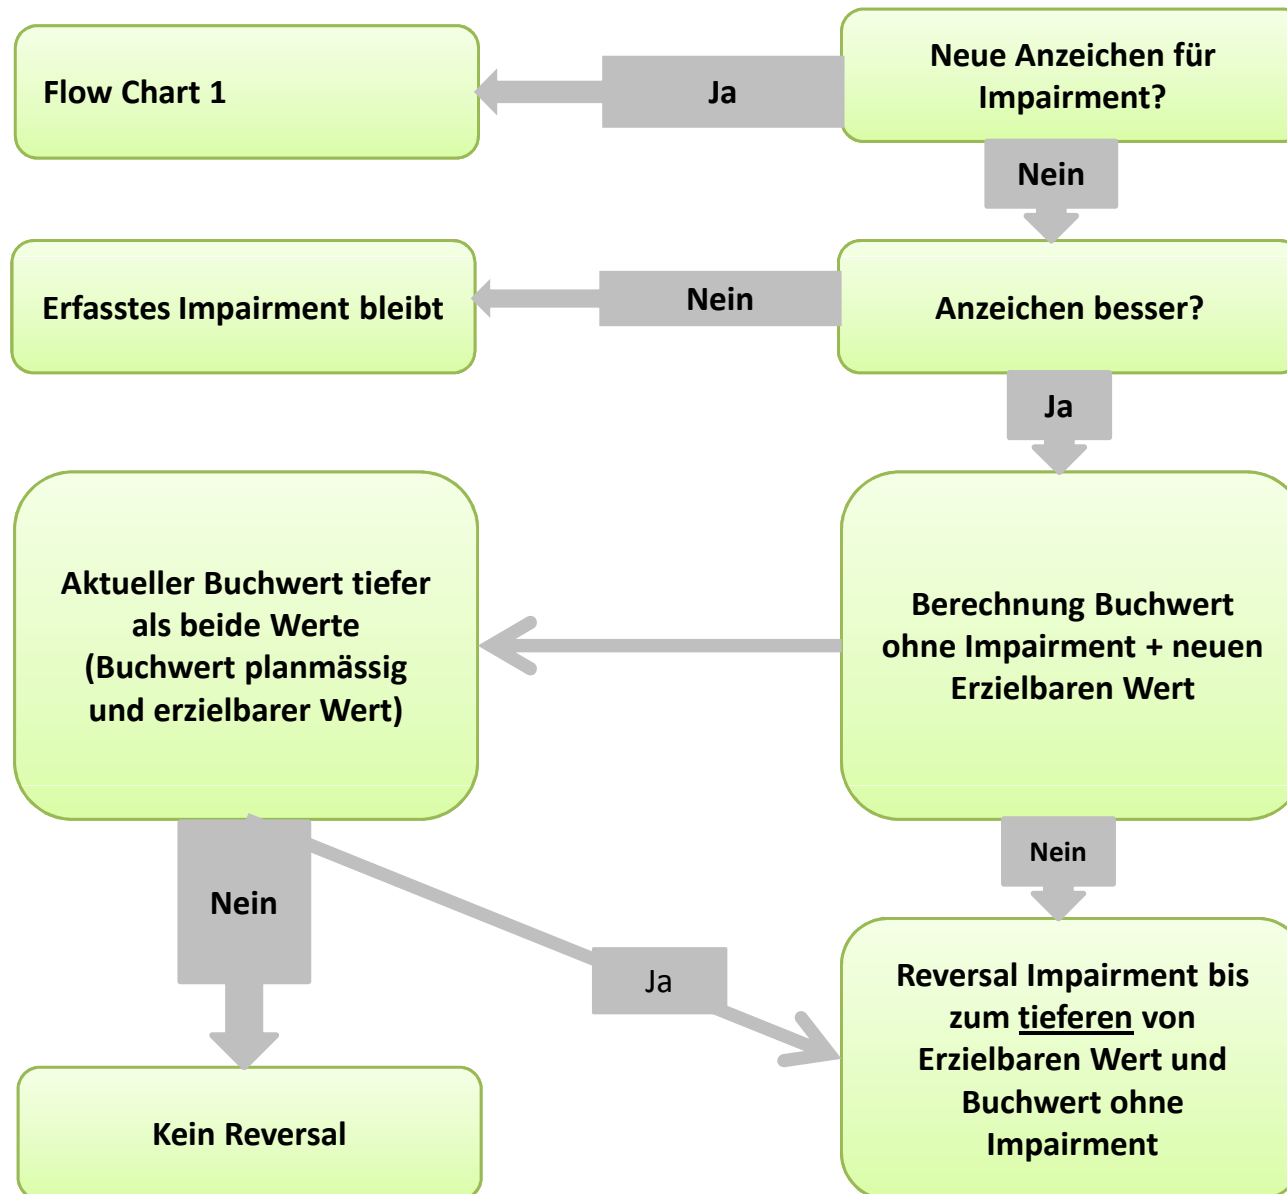 Flow Chart 1
Ja
Neue Anzeichen für
Impairment?
Nein
Erfasstes Impairment bleibt
Nein
Anzeichen besser?
Ja
Aktueller Buchwert tiefer
als beide Werte
(Buchwert planmässig
und erzielbarer Wert)
Berechnung Buchwert
ohne Impairment + neuen
Erzielbaren Wert
Nein
Nein
Ja
Reversal Impairment bis
zum tieferen von
Erzielbaren Wert und
Buchwert ohne
Impairment
Kein Reversal